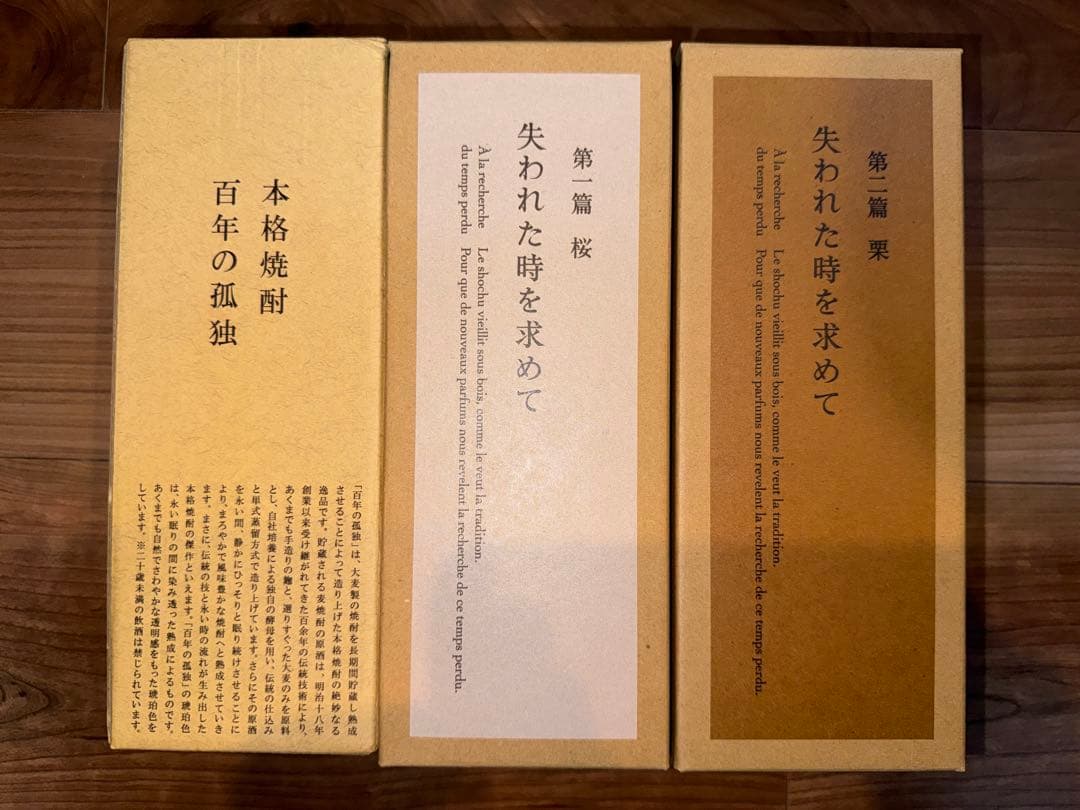 本格焼酎
百年の孤独
「百年の孤独」は、大麦製の焼酎を長期間貯蔵し熟成
させることによって造り上げた本格焼酎の絶妙なる
逸品です。貯蔵される麦焼酎の原酒は、明治十八年
創業以来受け継がれてきた百余年の伝統技術により、
あくまでも手造りの麹と、選りすぐった大麦のみを原料
とし、自社培養による独自の酵母を用い、伝統の仕込み
と単式蒸留方式で造り上げています。さらにその原酒
を永い間、静かにひっそりと眠り続けさせることに
より、まろやかで風味豊かな焼酎へと熟成させていき
ます。まさに、伝統の技と永い時の流れが生み出した
本格焼酎の傑作といえます。「百年の孤独」の琥珀色
は、永い眠りの間に染み透った熟成によるものです。
あくまでも自然でさわやかな透明感をもった琥珀色を
しています。※二十歳未満の飲酒は禁じられています。
第一篇 桜
失われた時を求めて
À la recherche Le shochu vieillit sous bois, comme le veut la tradition.
du temps perdu Pour que de nouveaux parfums nous revelent la recherche de ce temps perdu.
第二篇 栗
失われた時を求めて
À la recherche Le shochu vieillit sous bois, comme le veut la tradition.
du temps perdu Pour que de nouveaux parfums nous revelent la recherche de ce temps perdu.